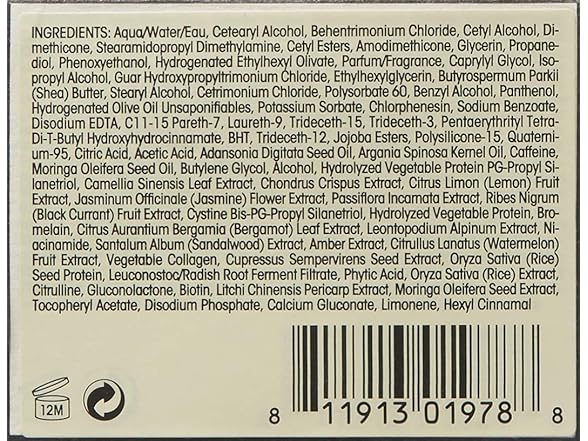 INGREDIENTS: Aqua/Water/Eau, Cetearyl Alcohol, Behentrimonium Chloride, Cetyl Alcohol, Di-
methicone, Stearamidopropyl Dimethylamine, Cetyl Esters, Amodimethicone, Glycerin, Propane-
diol, Phenoxyethanol, Hydrogenated Ethylhexyl Olivate, Parfum/Fragrance, Caprylyl Glycol, Iso-
propyl Alcohol, Guar Hydroxypropyltrimonium Chloride, Ethylhexylglycerin, Butyrospermum Parkii
(Shea) Butter, Stearyl Alcohol, Cetrimonium Chloride, Polysorbate 60, Benzyl Alcohol, Panthenol,
Hydrogenated Olive Oil Unsaponifiables, Potassium Sorbate, Chlorphenesin, Sodium Benzoate,
Disodium EDTA, C11-15 Pareth-7, Laureth-9, Trideceth-15, Trideceth-3, Pentaerythrityl Tetra-
Di-T-Butyl Hydroxyhydrocinnamate, BHT, Trideceth-12, Jojoba Esters, Polysilicone-15, Quaterni-
um-95, Citric Acid, Acetic Acid, Adansonia Digitata Seed Oil, Argania Spinosa Kernel Oil, Caffeine,
Moringa Oleifera Seed Oil, Butylene Glycol, Alcohol, Hydrolyzed Vegetable Protein PG-Propyl Si-
lanetriol, Camellia Sinensis Leaf Extract, Chondrus Crispus Extract, Citrus Limon (Lemon) Fruit
Extract, Jasminum Officinale (Jasmine) Flower Extract, Passiflora Incarnata Extract, Ribes Nigrum
(Black Currant) Fruit Extract, Cystine Bis-PG-Propyl Silanetriol, Hydrolyzed Vegetable Protein, Bro-
melain, Citrus Aurantium Bergamia (Bergamot) Leaf Extract, Leontopodium Alpinum Extract, Ni-
acinamide, Santalum Album (Sandalwood) Extract, Amber Extract, Citrullus Lanatus (Watermelon)
Fruit Extract, Vegetable Collagen, Cupressus Sempervirens Seed Extract, Oryza Sativa (Rice)
Seed Protein, Leuconostoc/Radish Root Ferment Filtrate, Phytic Acid, Oryza Sativa (Rice) Extract,
Citrulline, Gluconolactone, Biotin, Litchi Chinensis Pericarp Extract, Moringa Oleifera Seed Extract,
Tocopheryl Acetate, Disodium Phosphate, Calcium Gluconate, Limonene, Hexyl Cinnamal
12M
8 11913 01978 8